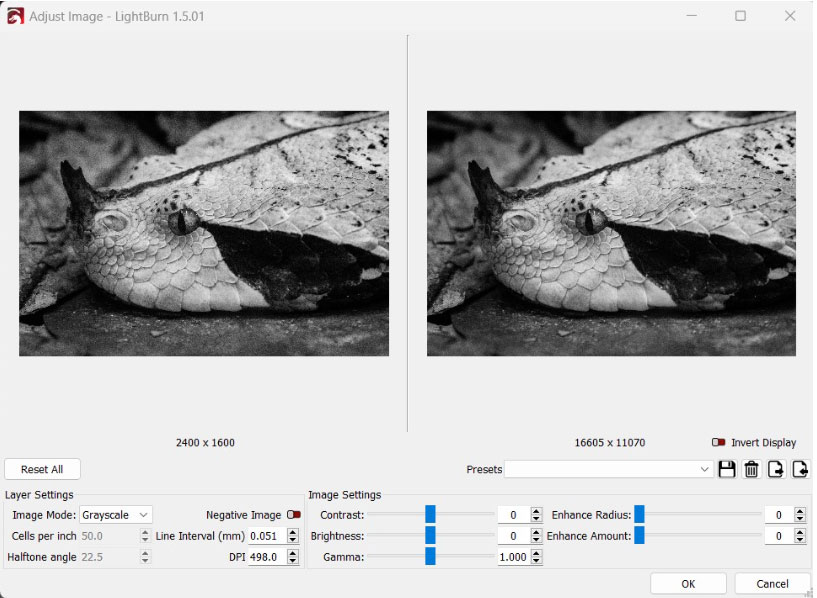 Adjust Image - LightBurn 1.5.01
2400 x 1600
16605 x 11070
Invert Display
Reset All
Presets
Layer Settings
Image Mode: Grayscale
Negative Image
Cells per inch 50.0
Line Interval (mm) 0.051
Halftone angle 22.5
DPI 498.0
Image Settings
Contrast: 0
Enhance Radius: 0
Brightness: 0
Enhance Amount: 0
Gamma: 1.000
OK
Cancel